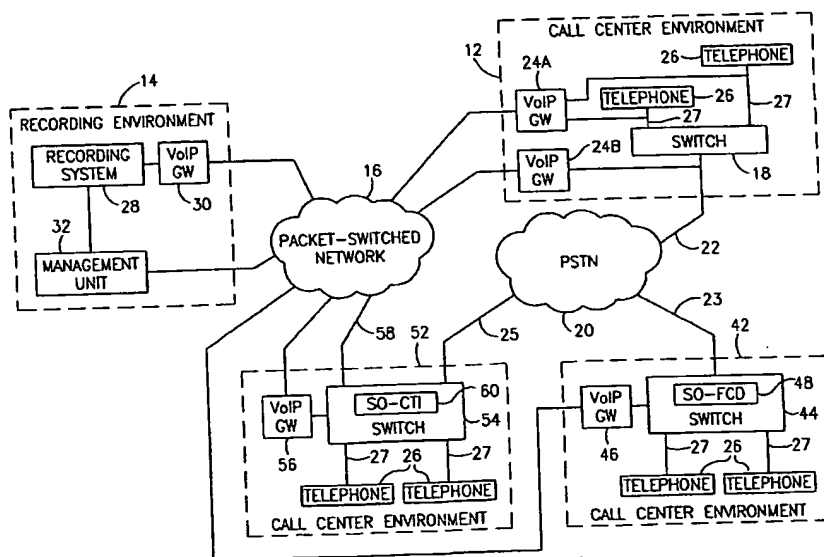 14
RECORDING ENVIRONMENT
RECORDING
SYSTEM
28
VoIP
GW
30
32
MANAGEMENT
UNIT
16
PACKET-SWITCHED
NETWORK
12
CALL CENTER ENVIRONMENT
26
TELEPHONE
24A
VoIP
GW
TELEPHONE
26
27
27
24B
VoIP
GW
SWITCH
18
22
PSTN
20
25
23
58
52
VoIP
GW
56
SO-CTI
60
SWITCH
54
27
26
27
TELEPHONE
TELEPHONE
CALL CENTER ENVIRONMENT
42
VoIP
GW
46
SO-FCD
48
SWITCH
44
27
26
27
TELEPHONE
TELEPHONE
CALL CENTER ENVIRONMENT